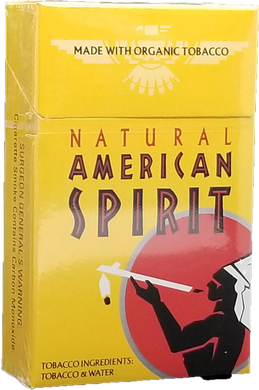 MADE WITH ORGANIC TOBACCO
NATURAL
AMERICAN
SPIRIT
TOBACCO INGREDIENTS:
TOBACCO & WATER
SURGEON GENERAL'S WARNING:
Cigarette Smoke Contains Carbon Monoxide.